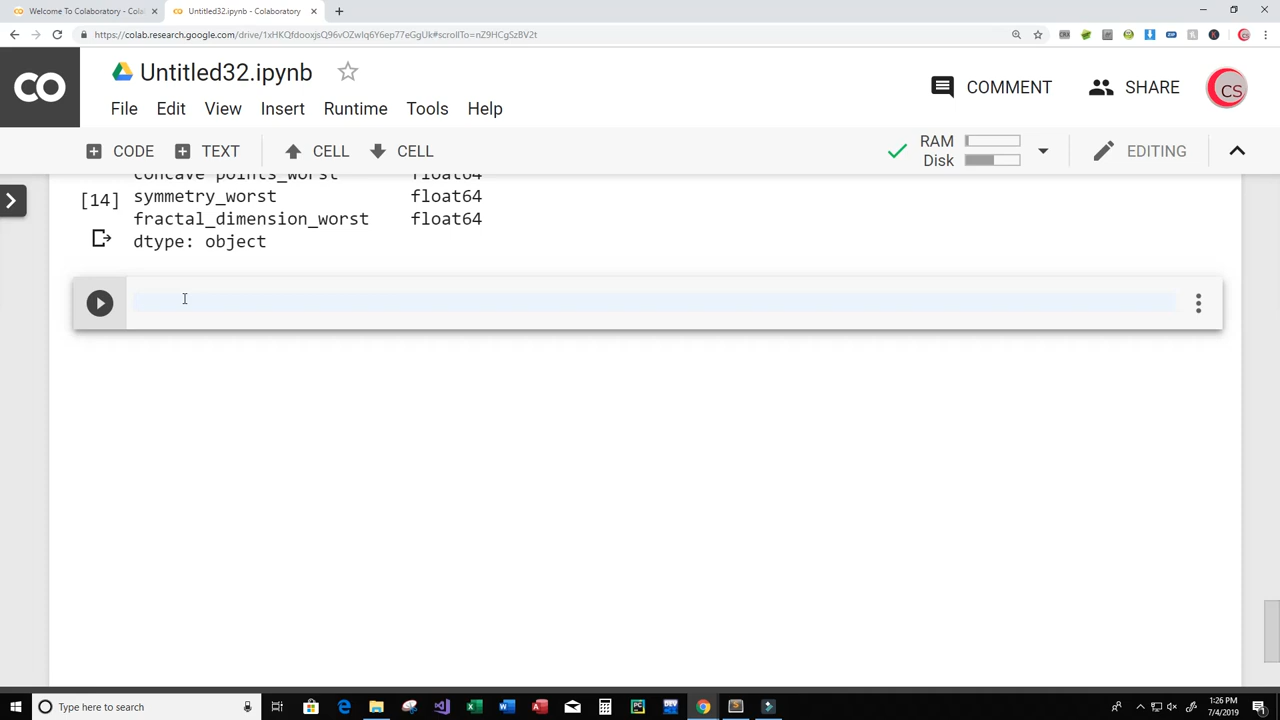 Welcome To Colaboratory - Cola
Untitled32.ipynb - Colaboratory
https://colab.research.google.com/drive/1xHKQfdooxjsQ96vOZwIq6Y6ep77eGgUk#scrollTo=nZ9HCgSzBV2t
CO
Untitled32.ipynb
COMMENT
SHARE
CS
File Edit View Insert Runtime Tools Help
CODE TEXT CELL CELL
RAM
Disk
EDITING
concave points_worst float64
[14] symmetry_worst float64
fractal_dimension_worst float64
dtype: object
Type here to search
1:26 PM
7/4/2019